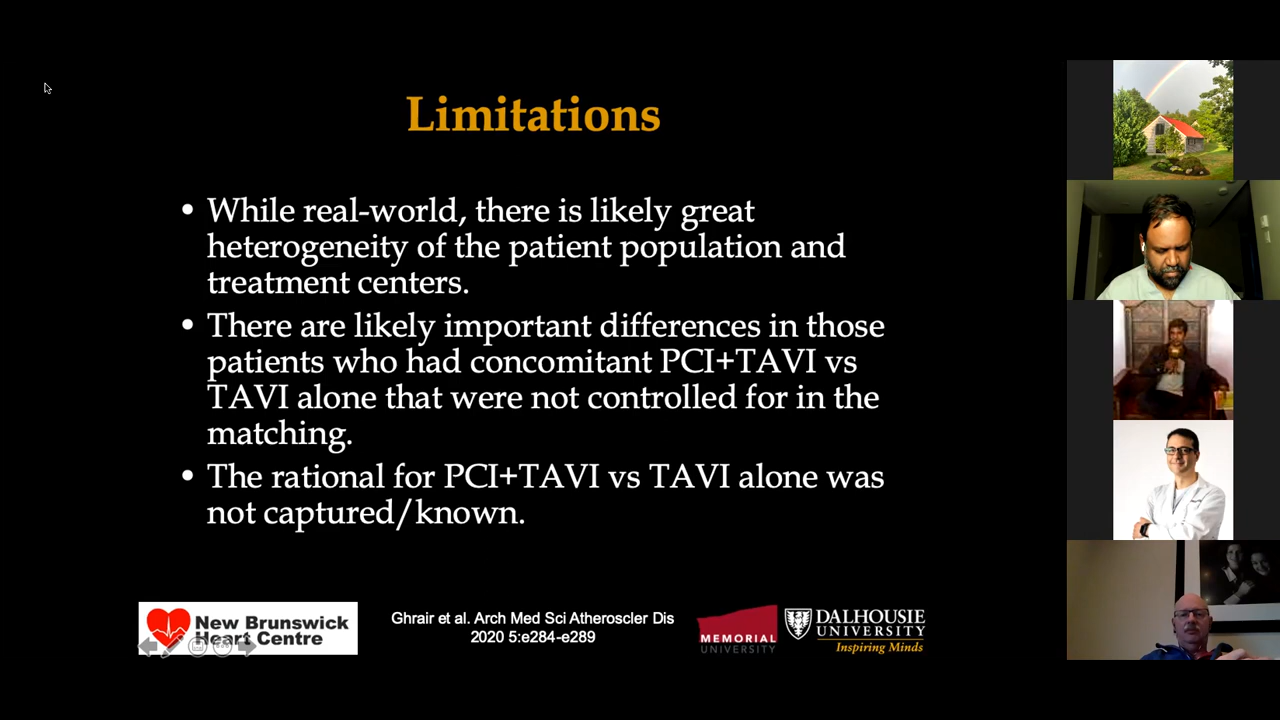 Limitations
• While real-world, there is likely great
heterogeneity of the patient population and
treatment centers.
• There are likely important differences in those
patients who had concomitant PCI+TAVI vs
TAVI alone that were not controlled for in the
matching.
• The rational for PCI+TAVI vs TAVI alone was
not captured/known.
New Brunswick
Heart Centre
Ghrair et al. Arch Med Sci Atheroscler Dis
2020 5:e284-e289
MEMORIAL
UNIVERSITY
DALHOUSIE
UNIVERSITY
Inspiring Minds